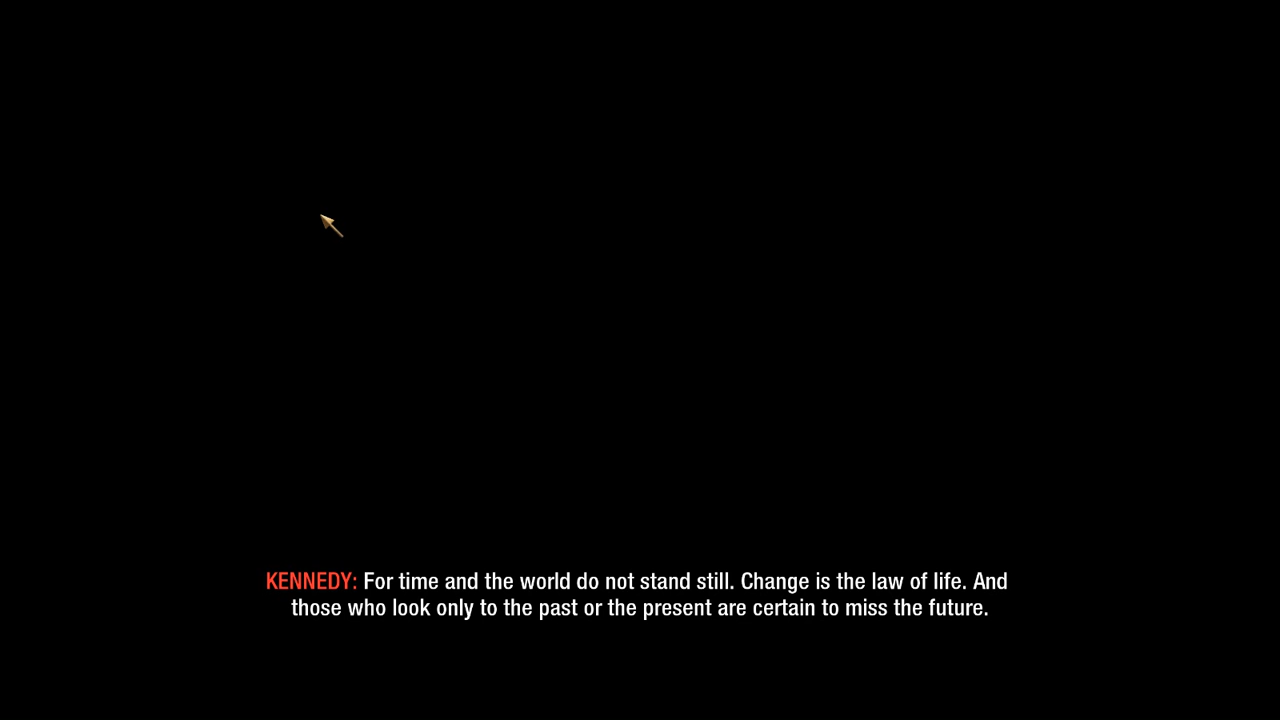 KENNEDY: For time and the world do not stand still. Change is the law of life. And
those who look only to the past or the present are certain to miss the future.